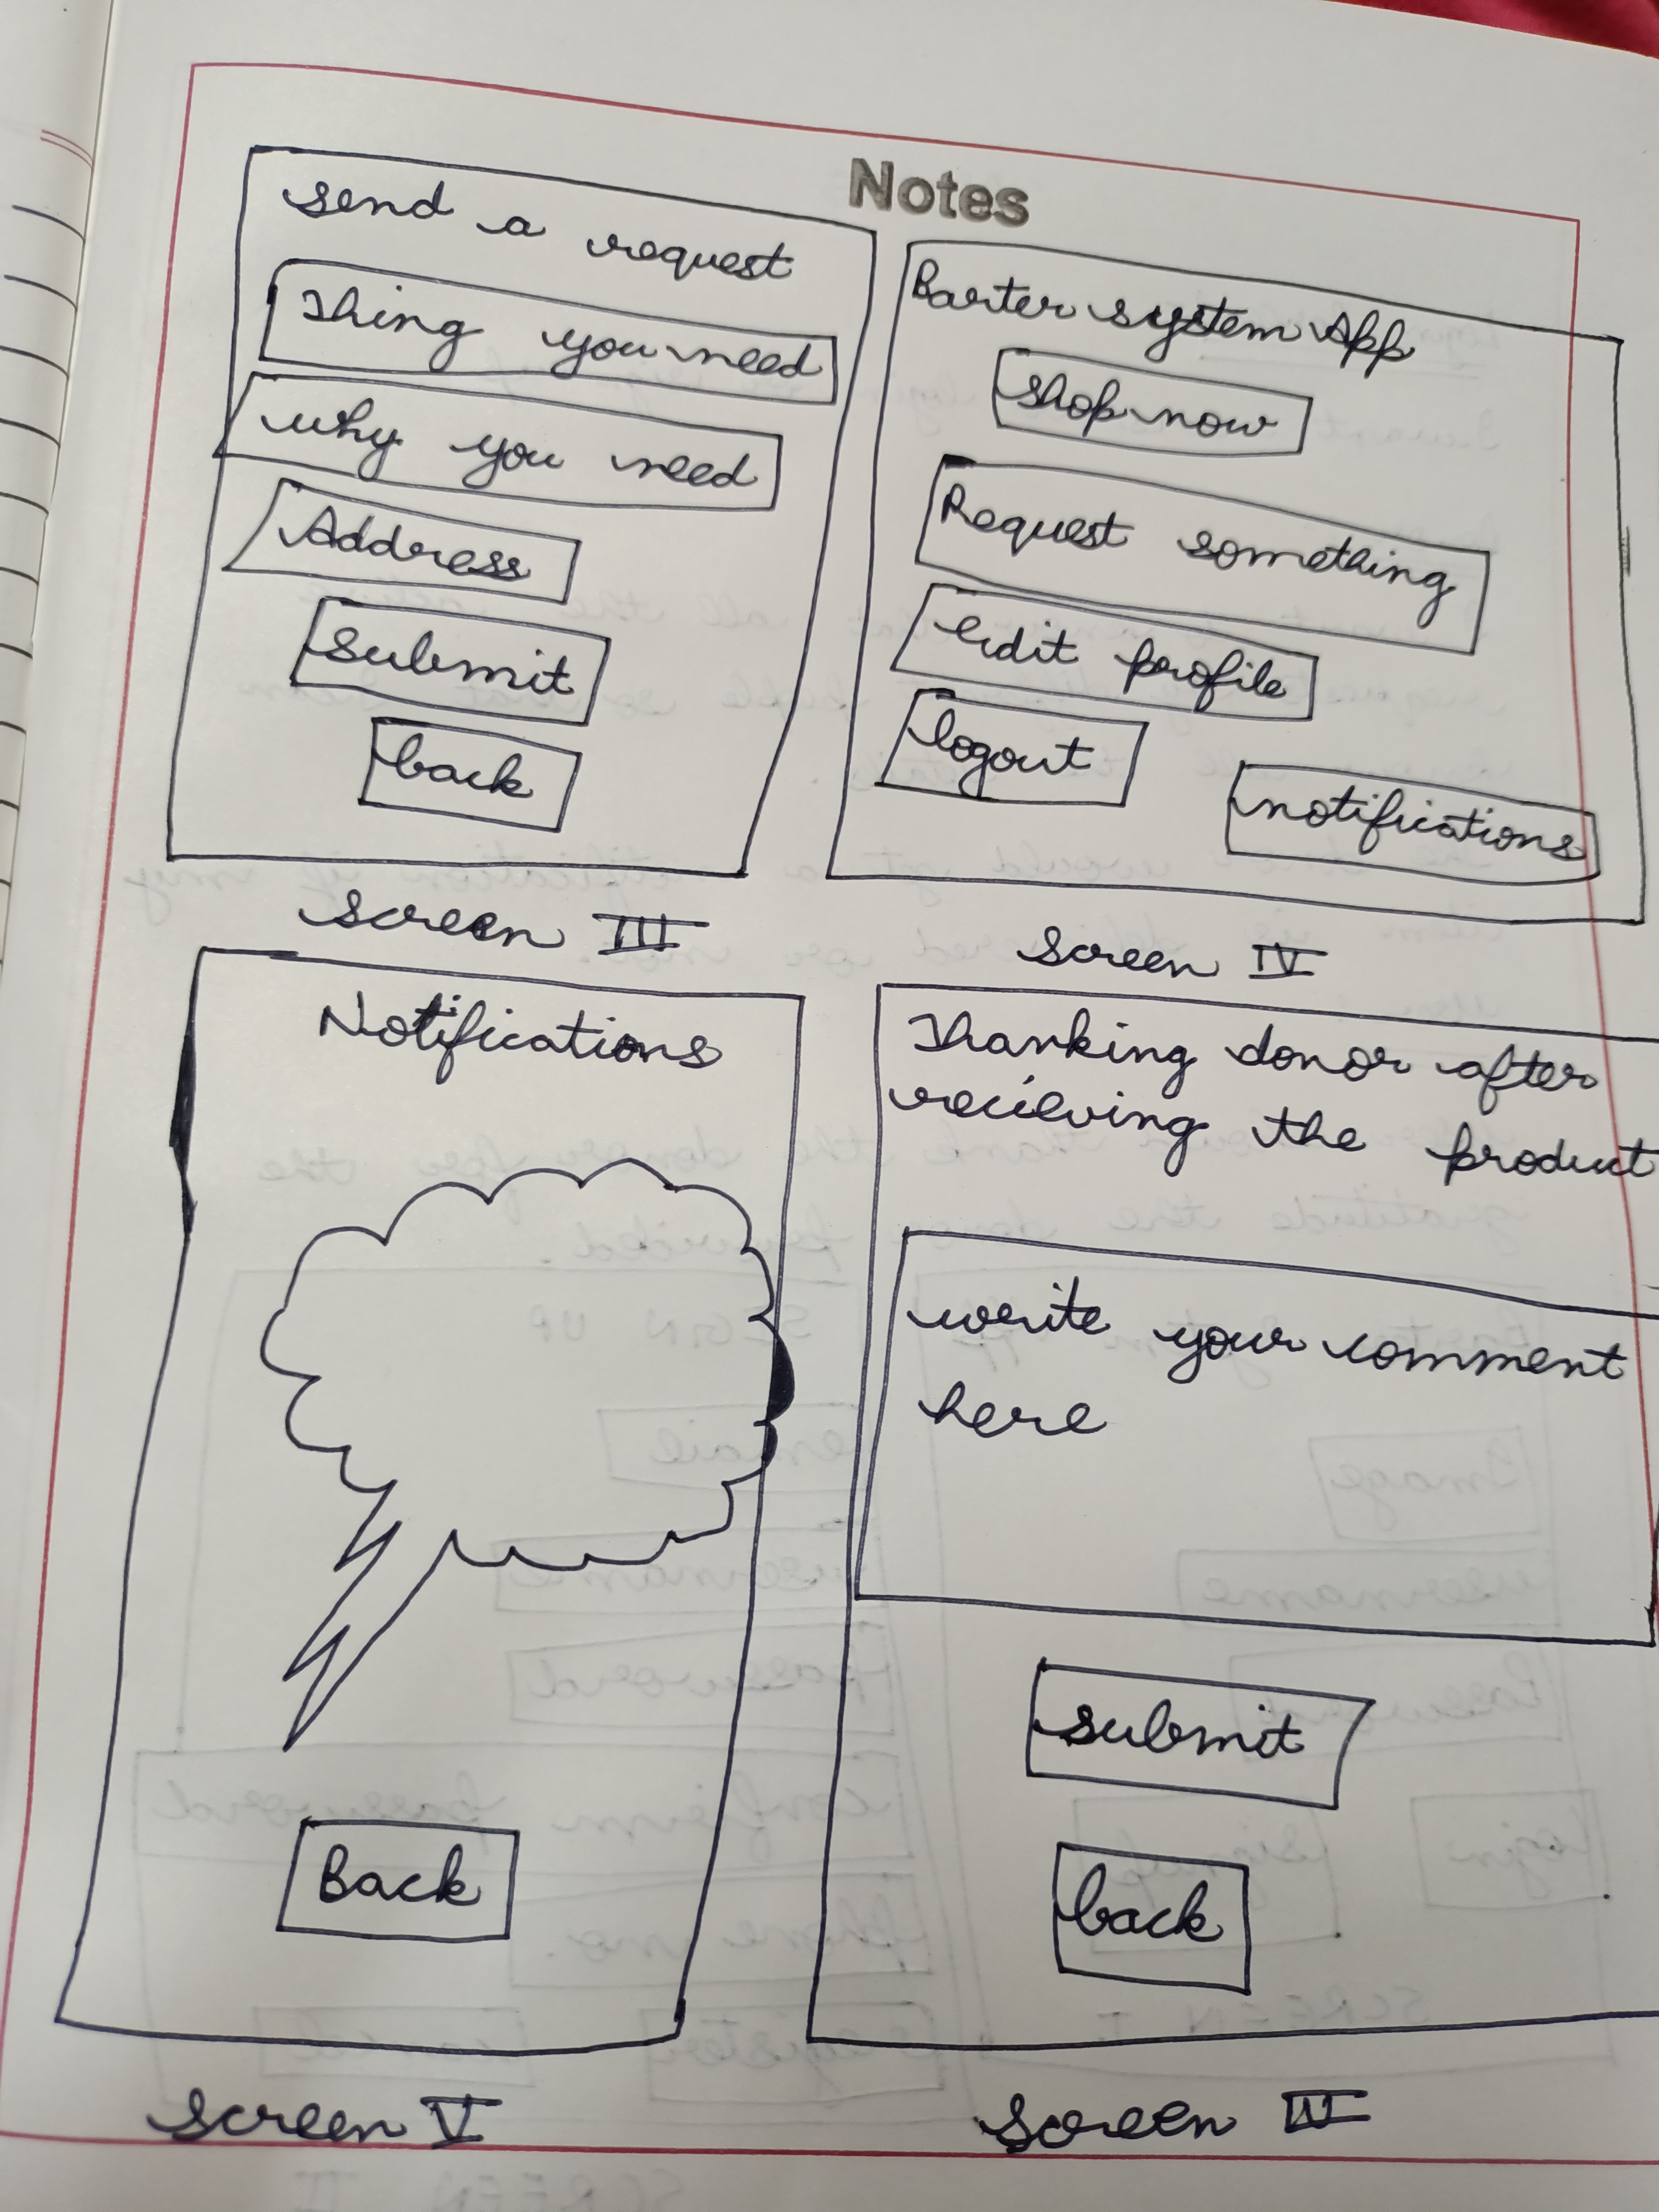 Notes
send a request
Thing you need
why you need
Address
submit
back
screen III
Barter system App
shop now
Request something
edit profile
logout
notifications
screen IV
Notifications
Back
screen V
Thanking donor after
recieving the product
write your comment
here
submit
back
screen